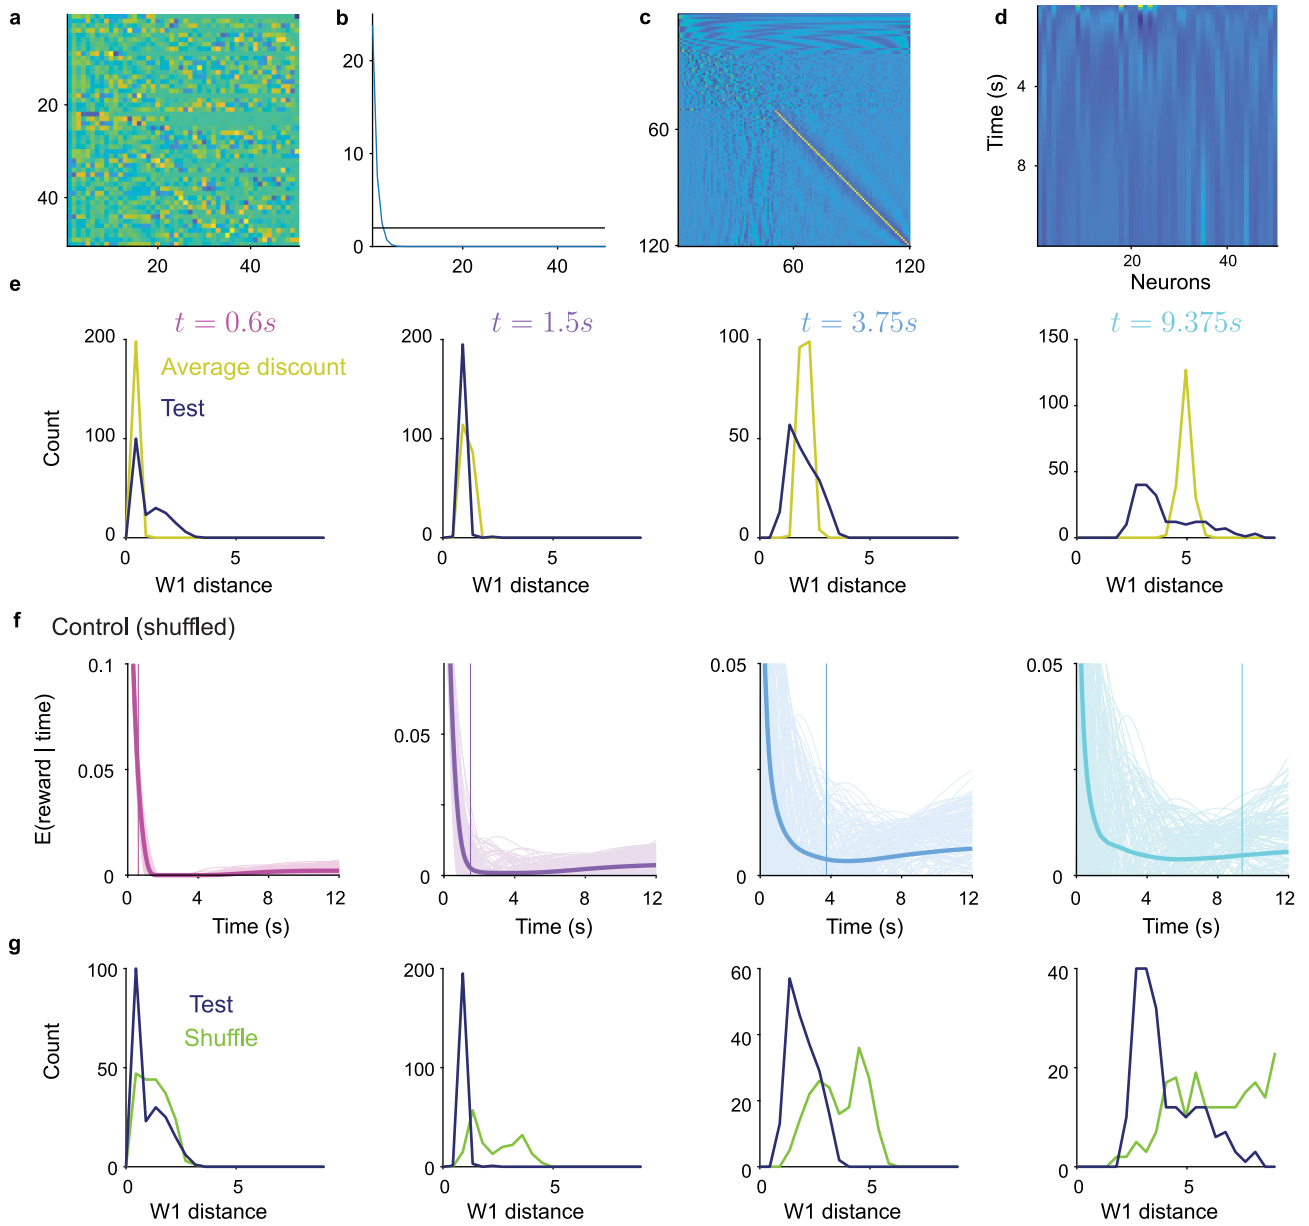 a
20
40
20
40
b
24
12
0
20
40
c
60
120
60
120
d
Time (s)
4
8
20
40
Neurons
e
t = 0.6s
t = 1.5s
t = 3.75s
t = 9.375s
Average discount
Test
Count
200
100
0
0
5
W1 distance
200
100
0
0
5
W1 distance
100
50
0
0
5
W1 distance
150
100
50
0
0
5
W1 distance
f
Control (shuffled)
E(reward | time)
0.1
0.05
0
0
4
8
12
Time (s)
0.05
0
0
4
8
12
Time (s)
0.05
0
0
4
8
12
Time (s)
0.05
0
0
4
8
12
Time (s)
g
Test
Shuffle
Count
100
50
0
0
5
W1 distance
200
100
0
0
5
W1 distance
60
40
20
0
0
5
W1 distance
40
20
0
0
5
W1 distance